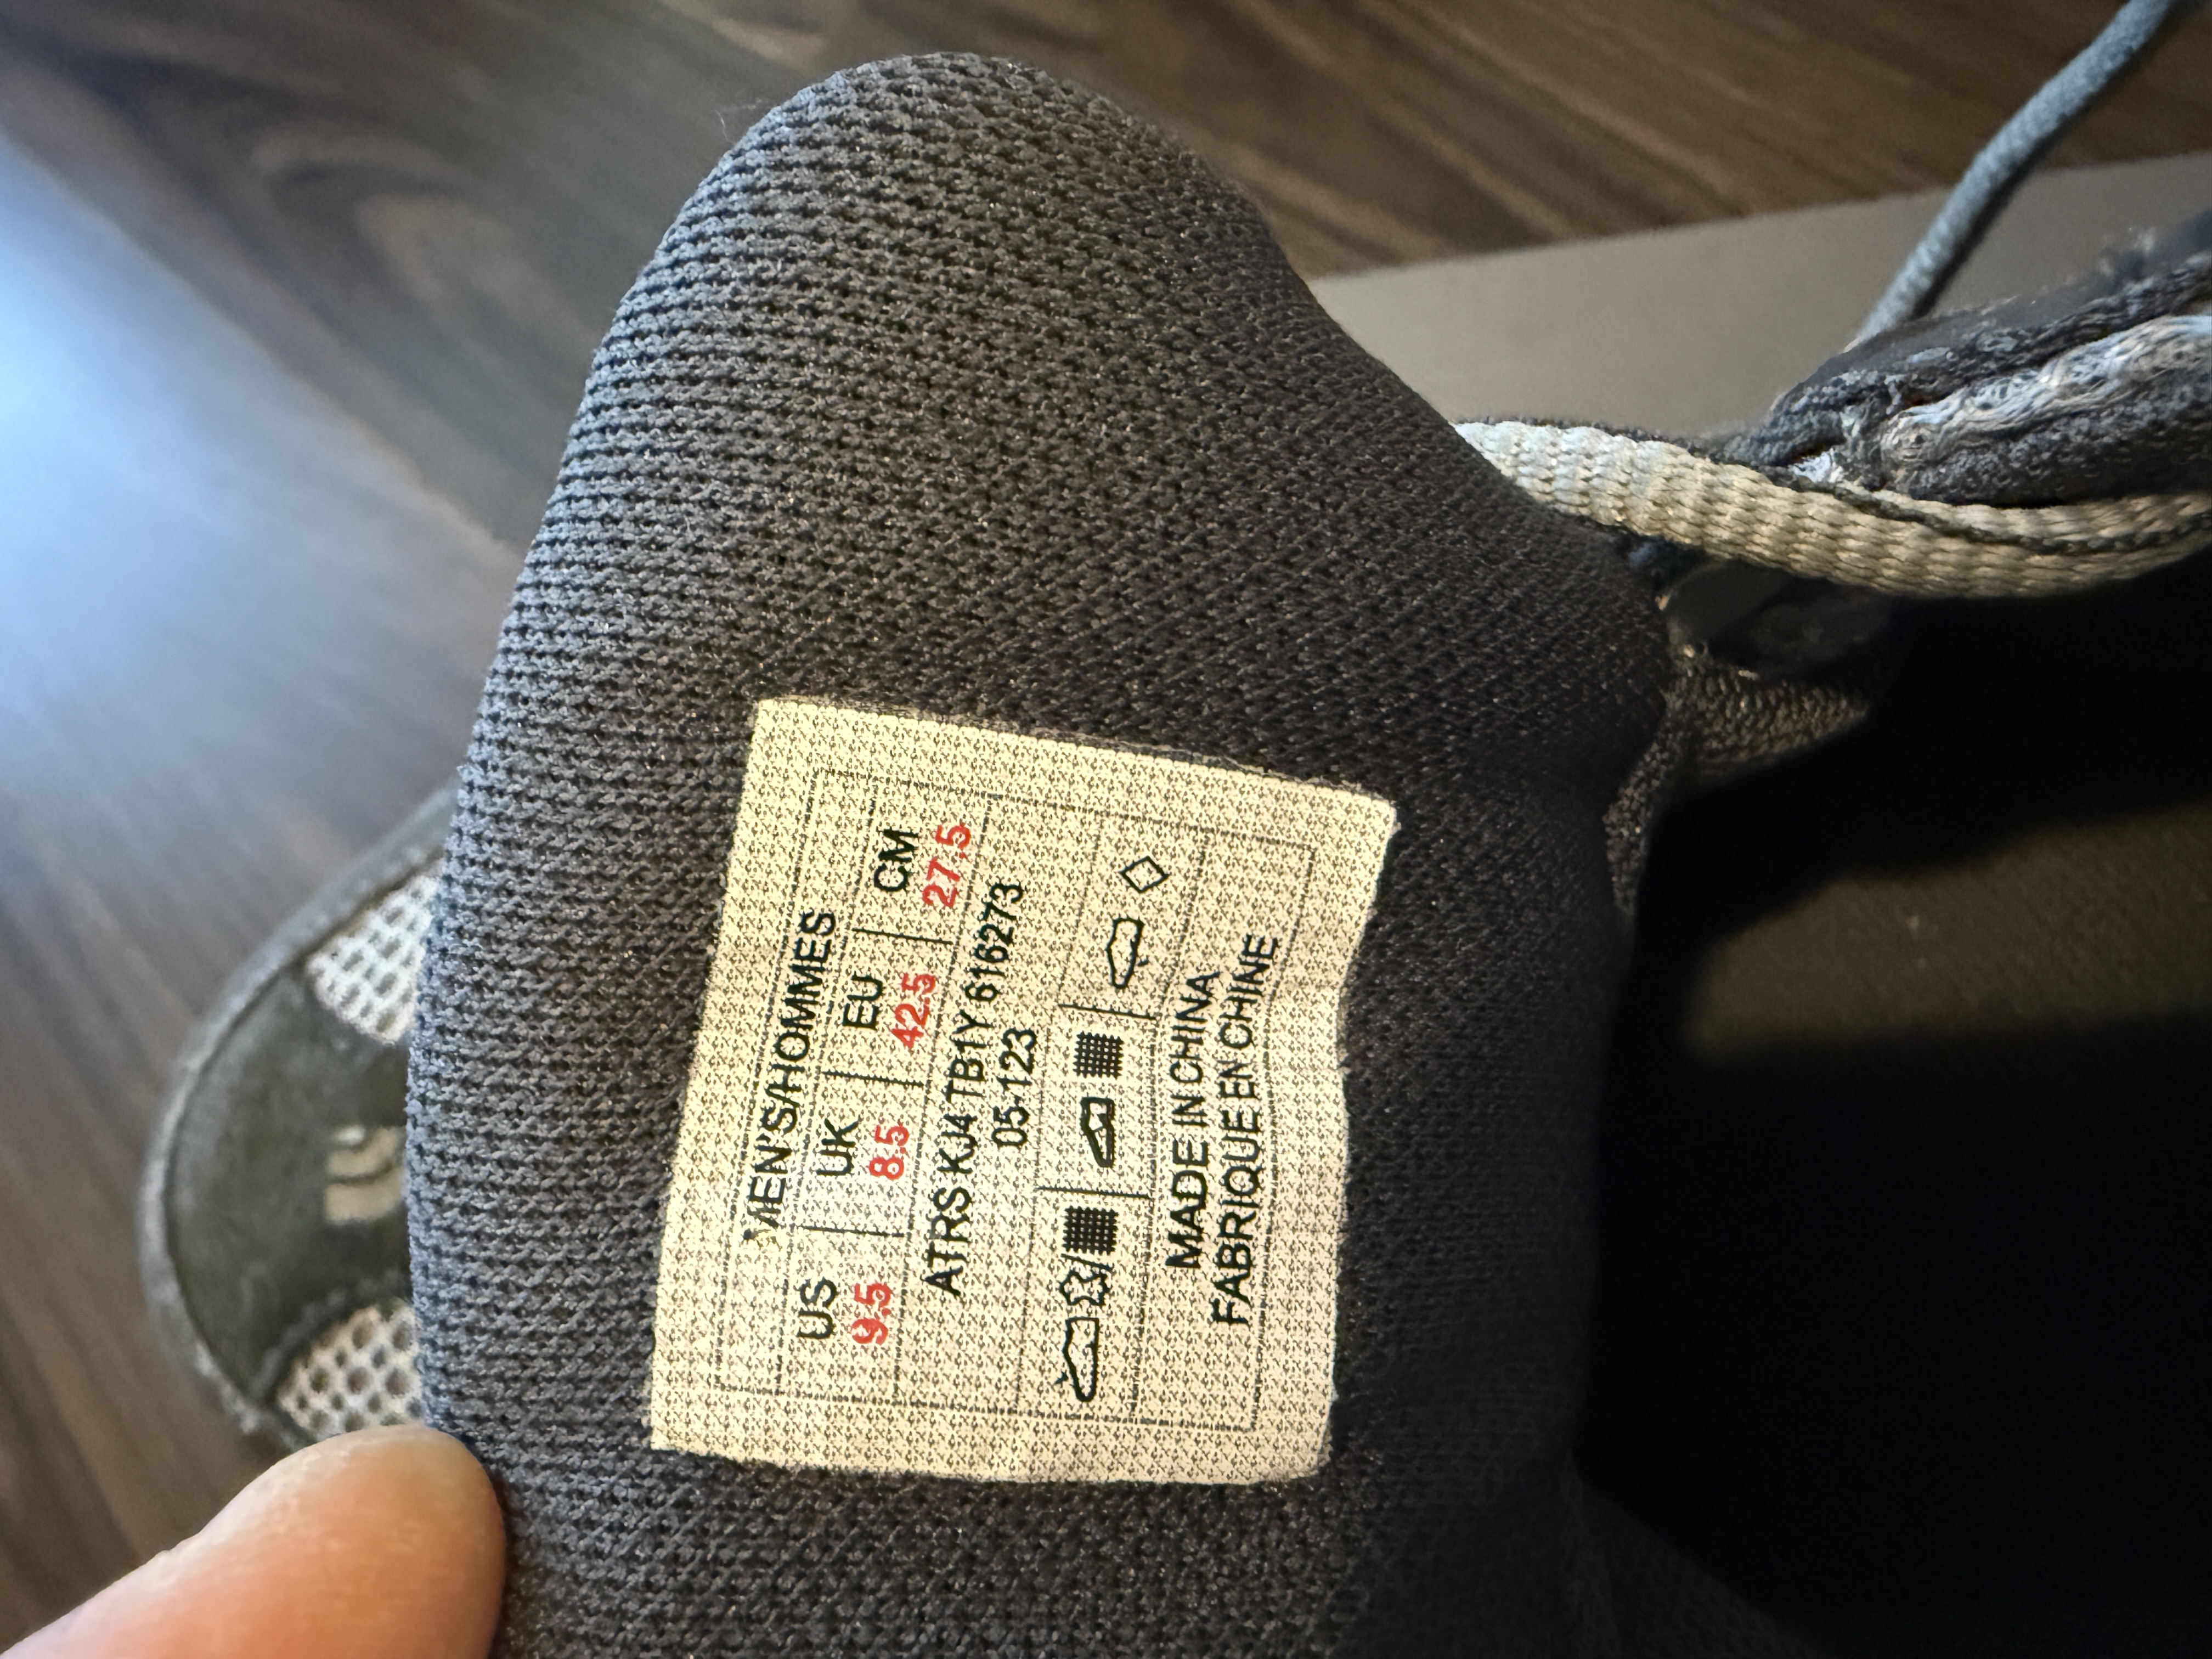 MEN'S/HOMMES
US UK EU CM
9.5 8.5 42.5 27.5
ATRS KJ4 TB1Y 616273
05-123
MADE IN CHINA
FABRIQUE EN CHINE